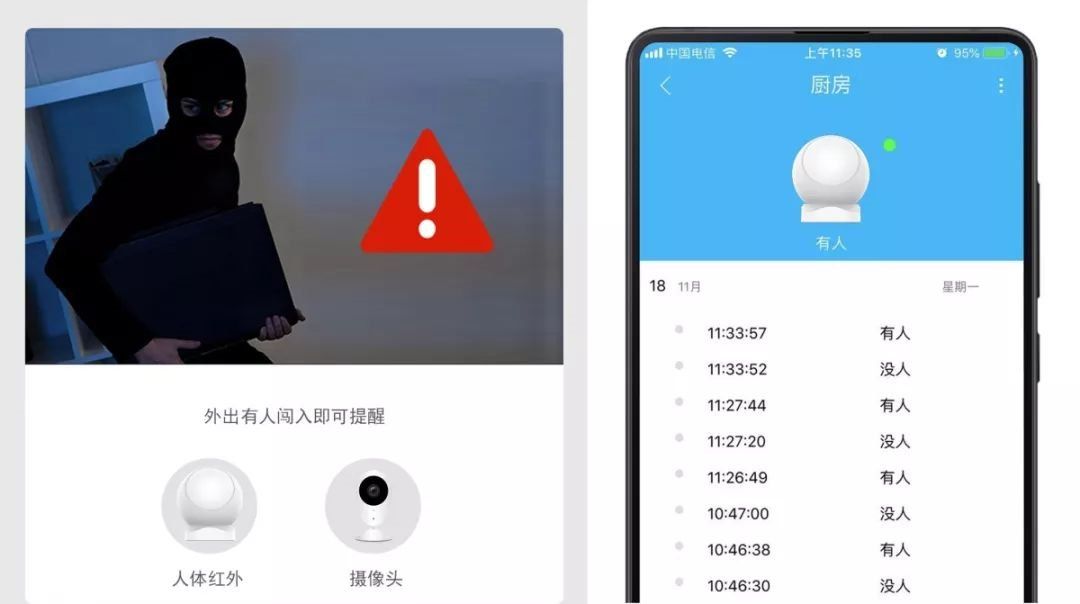 外出有人闯入即可提醒
人体红外 摄像头
中国电信 上午11:35 95%
厨房
有人
18 11月 星期一
11:33:57 有人
11:33:52 没人
11:27:44 有人
11:27:20 没人
11:26:49 有人
10:47:00 没人
10:46:38 有人
10:46:30 没人